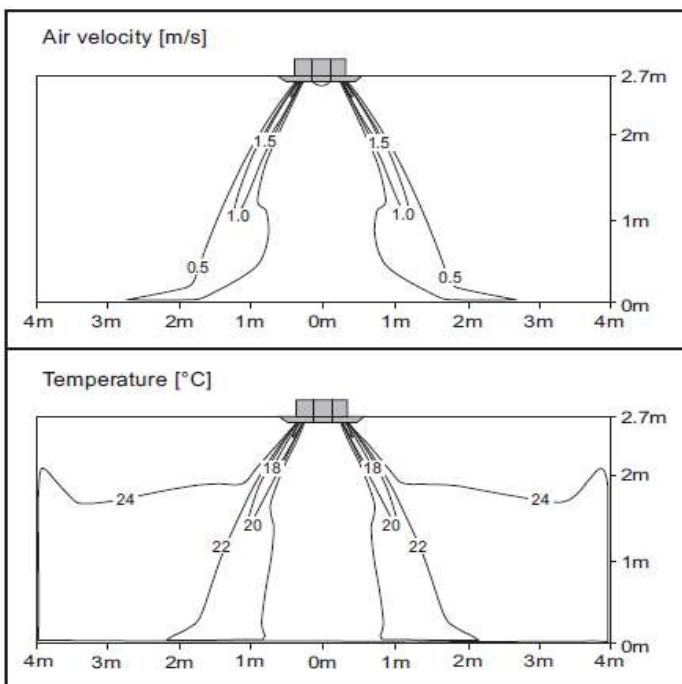 Air velocity [m/s]
2.7m
2m
1.5 1.5
1.0 1.0
1m
0.5 0.5
0m
4m 3m 2m 1m 0m 1m 2m 3m 4m
Temperature [°C]
2.7m
18 18
2m
24 24
20 20
22 22
1m
0m
4m 3m 2m 1m 0m 1m 2m 3m 4m